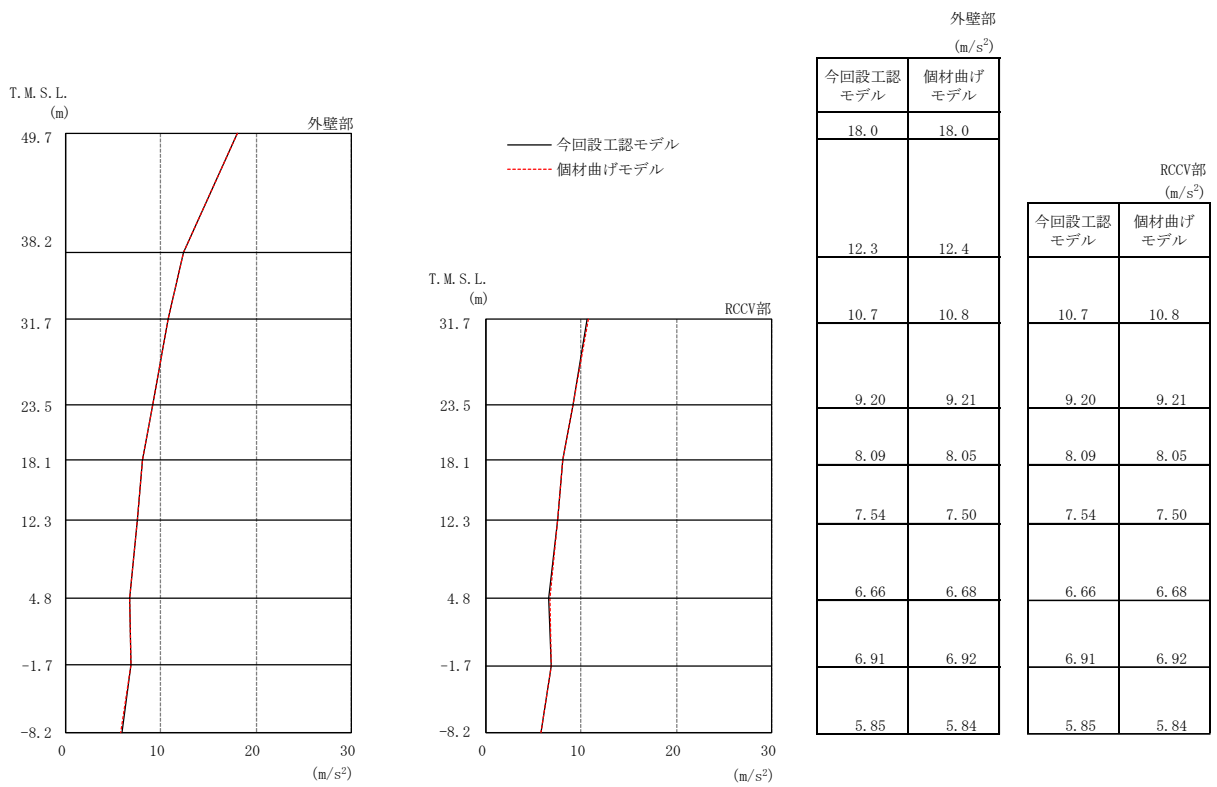 T.M.S.L.
(m)
外壁部
49.7
38.2
31.7
23.5
18.1
12.3
4.8
-1.7
-8.2
0 10 20 30
(m/s²)
今回設工認モデル
個材曲げモデル
T.M.S.L.
(m)
RCCV部
31.7
23.5
18.1
12.3
4.8
-1.7
-8.2
0 10 20 30
(m/s²)
外壁部
(m/s²)
今回設工認 個材曲げ
モデル モデル
18.0 18.0
12.3 12.4
10.7 10.8
9.20 9.21
8.09 8.05
7.54 7.50
6.66 6.68
6.91 6.92
5.85 5.84
RCCV部
(m/s²)
今回設工認 個材曲げ
モデル モデル
10.7 10.8
9.20 9.21
8.09 8.05
7.54 7.50
6.66 6.68
6.91 6.92
5.85 5.84